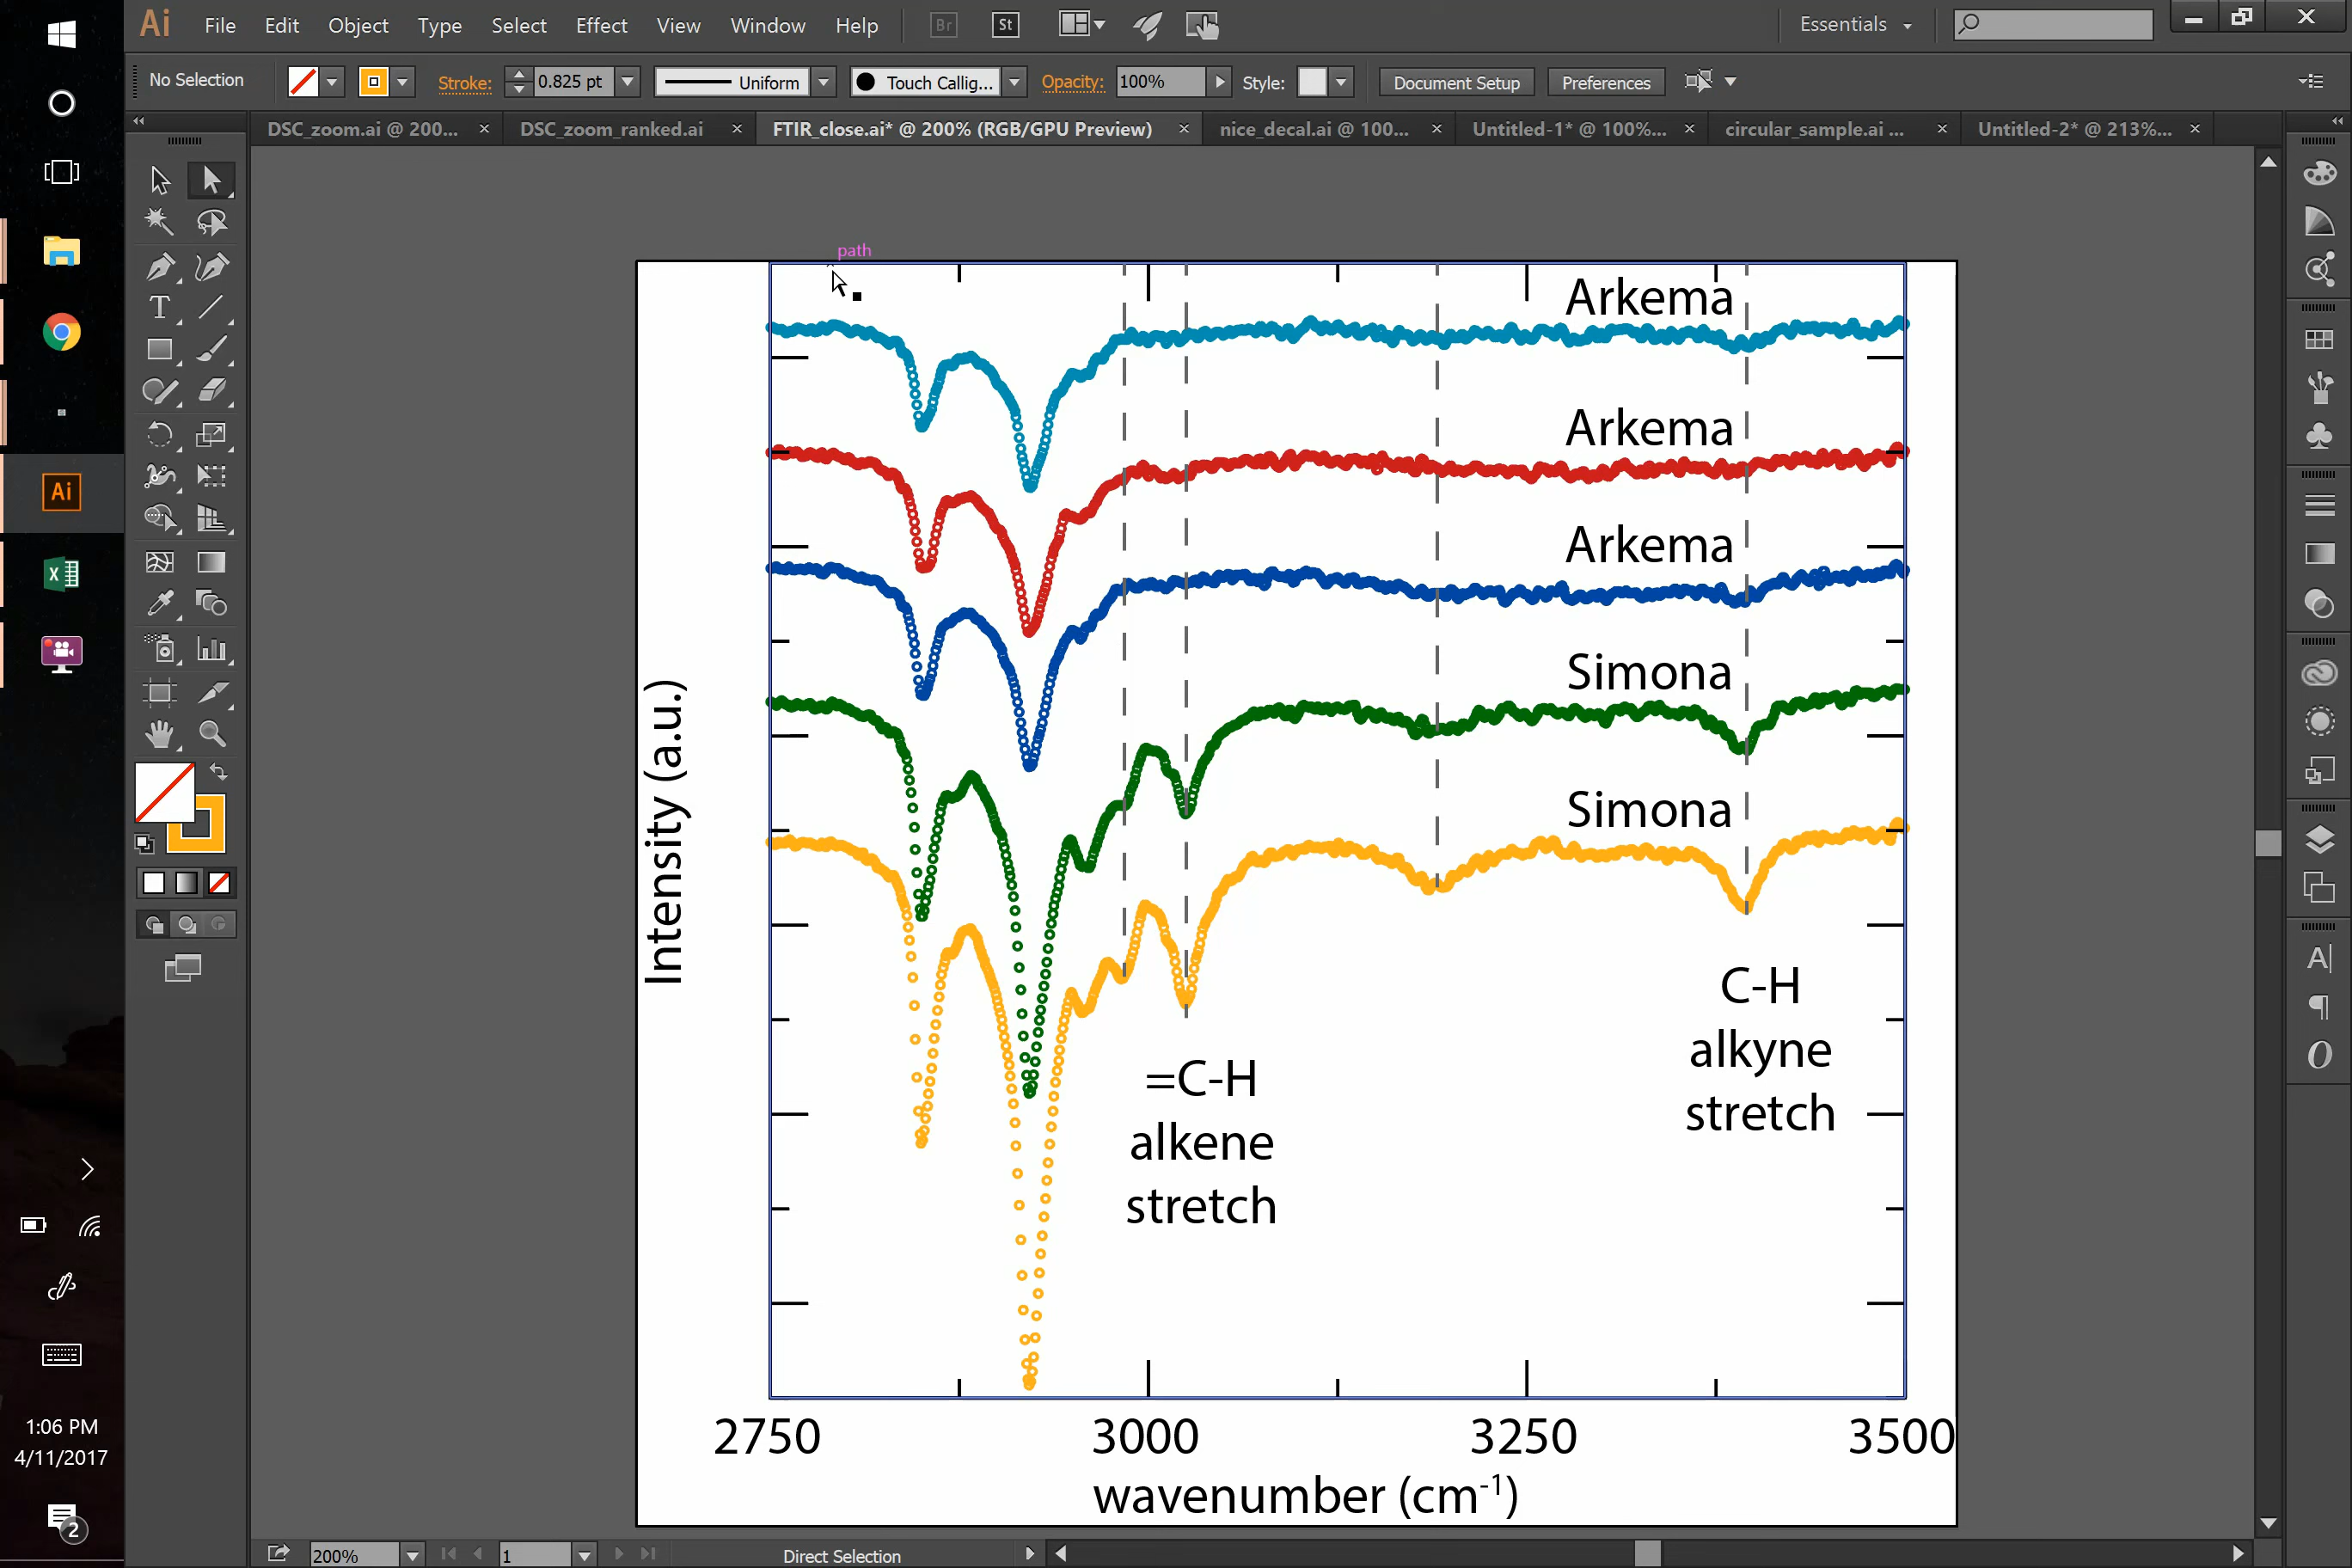 Ai File Edit Object Type Select Effect View Window Help Br St Essentials
No Selection Stroke: 0.825 pt Uniform Touch Callig... Opacity: 100% Style: Document Setup Preferences
DSC_zoom.ai @ 200... × DSC_zoom_ranked.ai × FTIR_close.ai* @ 200% (RGB/GPU Preview) × nice_decal.ai @ 100... × Untitled-1* @ 100%... × circular_sample.ai ... × Untitled-2* @ 213%... ×
path
Arkema
Arkema
Arkema
Simona
Simona
Intensity (a.u.)
C-H
alkyne
stretch
=C-H
alkene
stretch
2750 3000 3250 3500
wavenumber (cm-1)
Ai
1:06 PM
4/11/2017
2
200% 1 Direct Selection